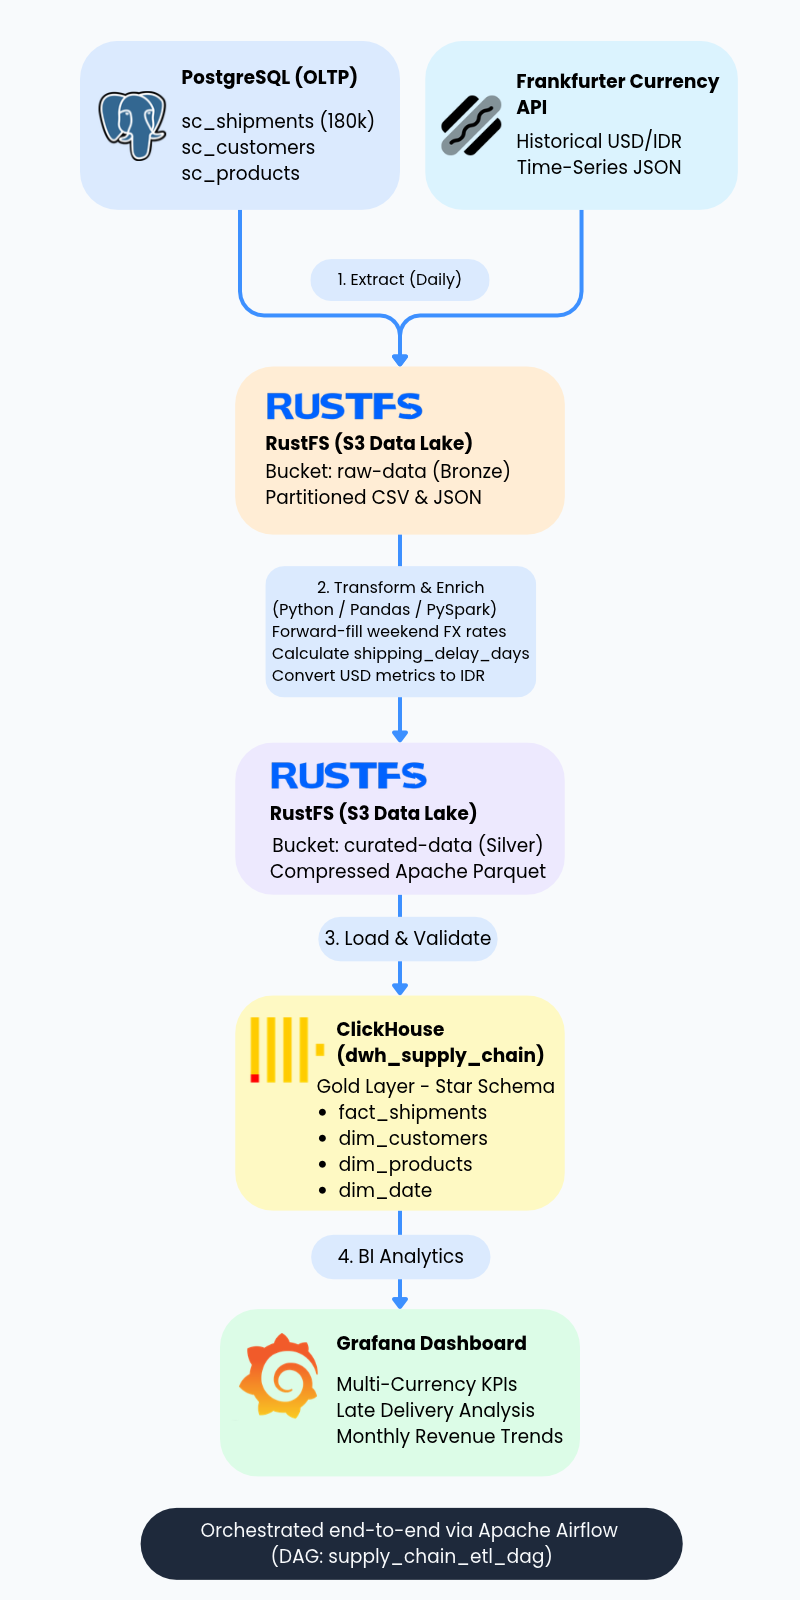 PostgreSQL (OLTP)
sc_shipments (180k)
sc_customers
sc_products
Frankfurter Currency
API
Historical USD/IDR
Time-Series JSON
1. Extract (Daily)
RUSTFS
RustFS (S3 Data Lake)
Bucket: raw-data (Bronze)
Partitioned CSV & JSON
2. Transform & Enrich
(Python / Pandas / PySpark)
Forward-fill weekend FX rates
Calculate shipping_delay_days
Convert USD metrics to IDR
RUSTFS
RustFS (S3 Data Lake)
Bucket: curated-data (Silver)
Compressed Apache Parquet
3. Load & Validate
ClickHouse
(dwh_supply_chain)
Gold Layer - Star Schema
• fact_shipments
• dim_customers
• dim_products
• dim_date
4. BI Analytics
Grafana Dashboard
Multi-Currency KPIs
Late Delivery Analysis
Monthly Revenue Trends
Orchestrated end-to-end via Apache Airflow
(DAG: supply_chain_etl_dag)